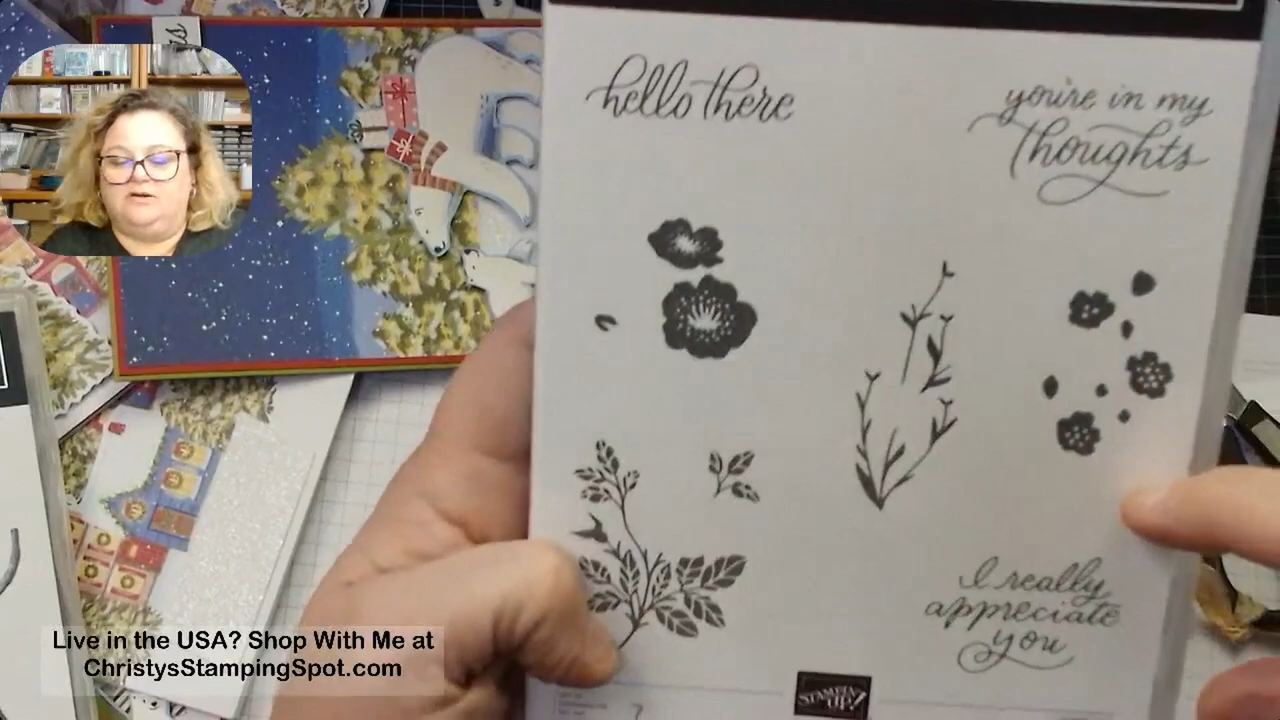 hello there
you're in my
thoughts
I really
appreciate
you
STAMPIN' UP!
Live in the USA? Shop With Me at
ChristysStampingSpot.com